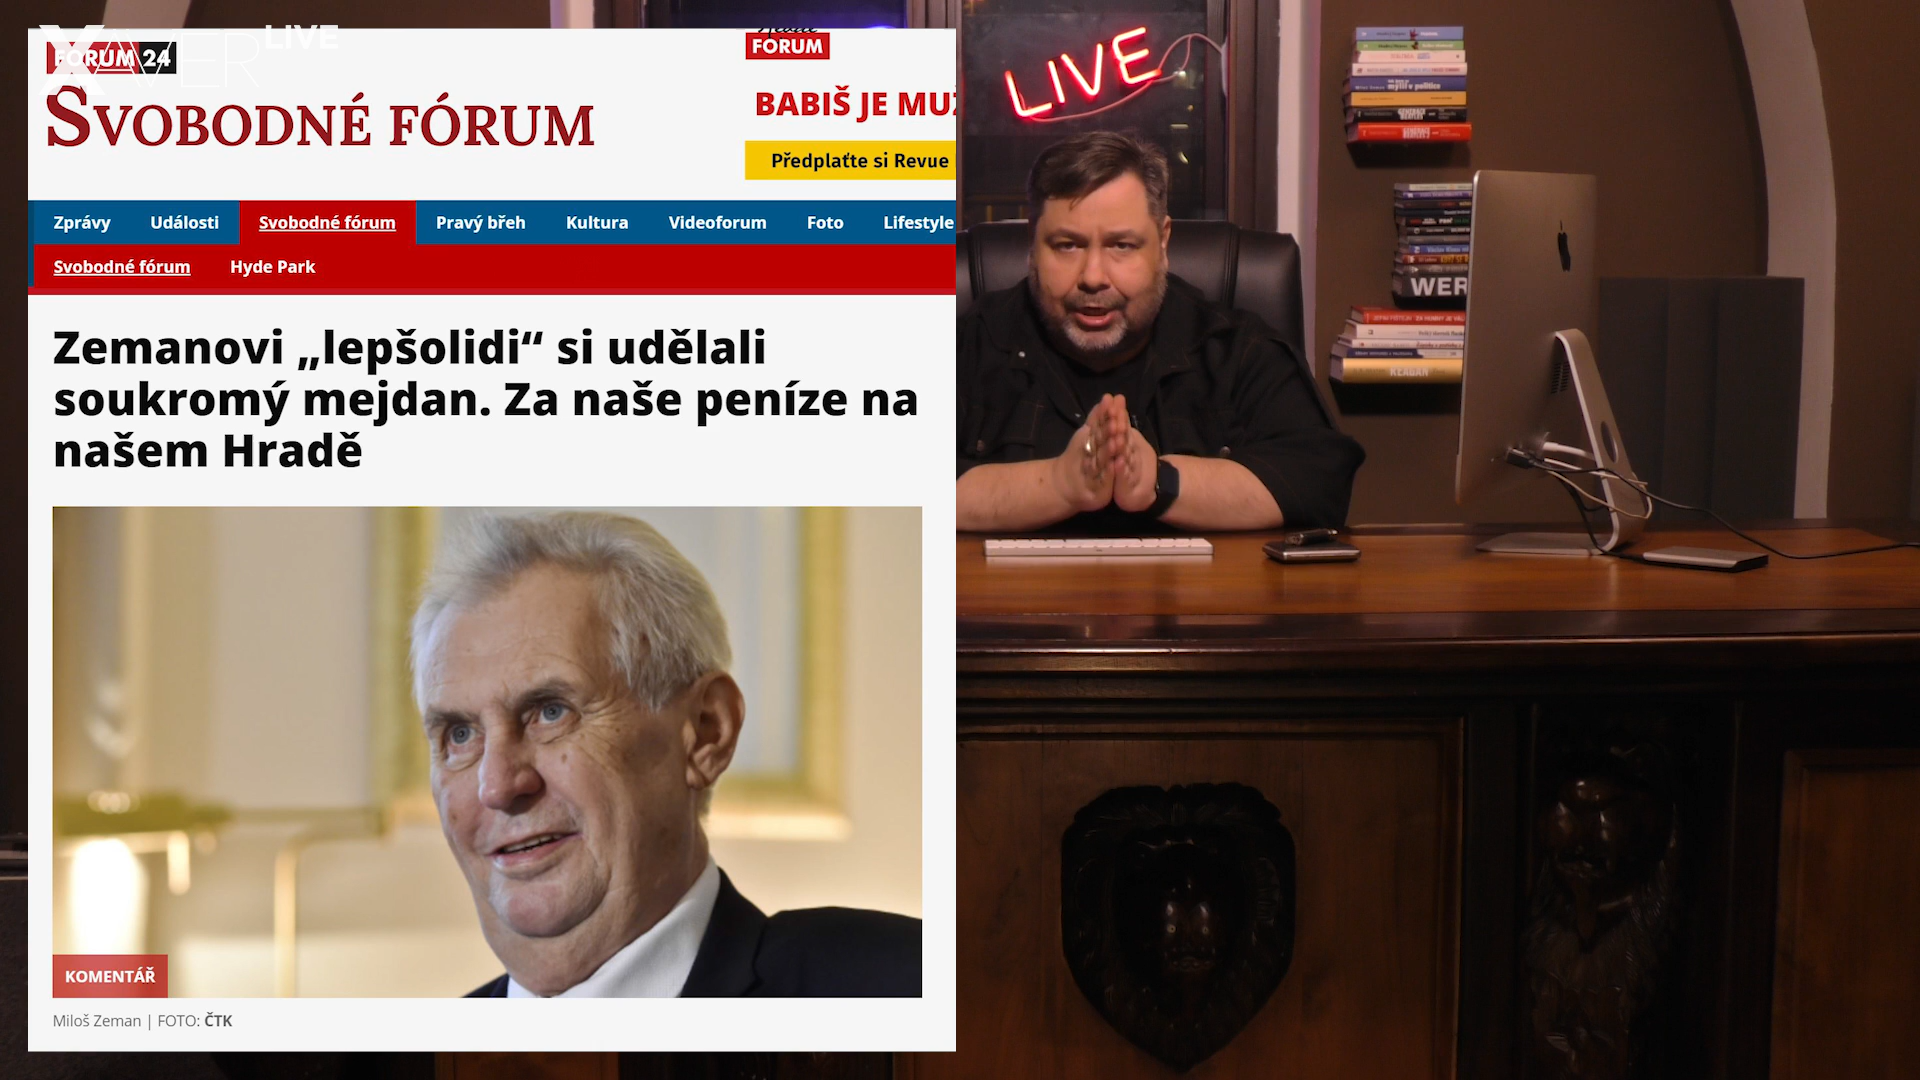 XAVER LIVE
FORUM 24
FORUM
SVOBODNÉ FÓRUM
BABIŠ JE MUŽ
Předplaťte si Revue
Zprávy Události Svobodné fórum Pravý břeh Kultura Videoforum Foto Lifestyle
Svobodné fórum Hyde Park
Zemanovi „lepšolidi“ si udělali
soukromý mejdan. Za naše peníze na
našem Hradě
KOMENTÁŘ
Miloš Zeman | FOTO: ČTK
LIVE
WER